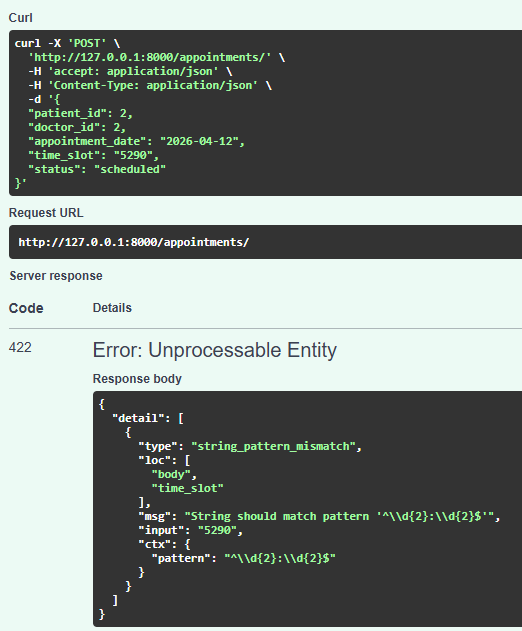 Curl
curl -X 'POST' \
  'http://127.0.0.1:8000/appointments/' \
  -H 'accept: application/json' \
  -H 'Content-Type: application/json' \
  -d '{
  "patient_id": 2,
  "doctor_id": 2,
  "appointment_date": "2026-04-12",
  "time_slot": "5290",
  "status": "scheduled"
}'
Request URL
http://127.0.0.1:8000/appointments/
Server response
Code Details
422 Error: Unprocessable Entity
Response body
{
  "detail": [
    {
      "type": "string_pattern_mismatch",
      "loc": [
        "body",
        "time_slot"
      ],
      "msg": "String should match pattern '^\\d{2}:\\d{2}$'",
      "input": "5290",
      "ctx": {
        "pattern": "^\\d{2}:\\d{2}$"
      }
    }
  ]
}